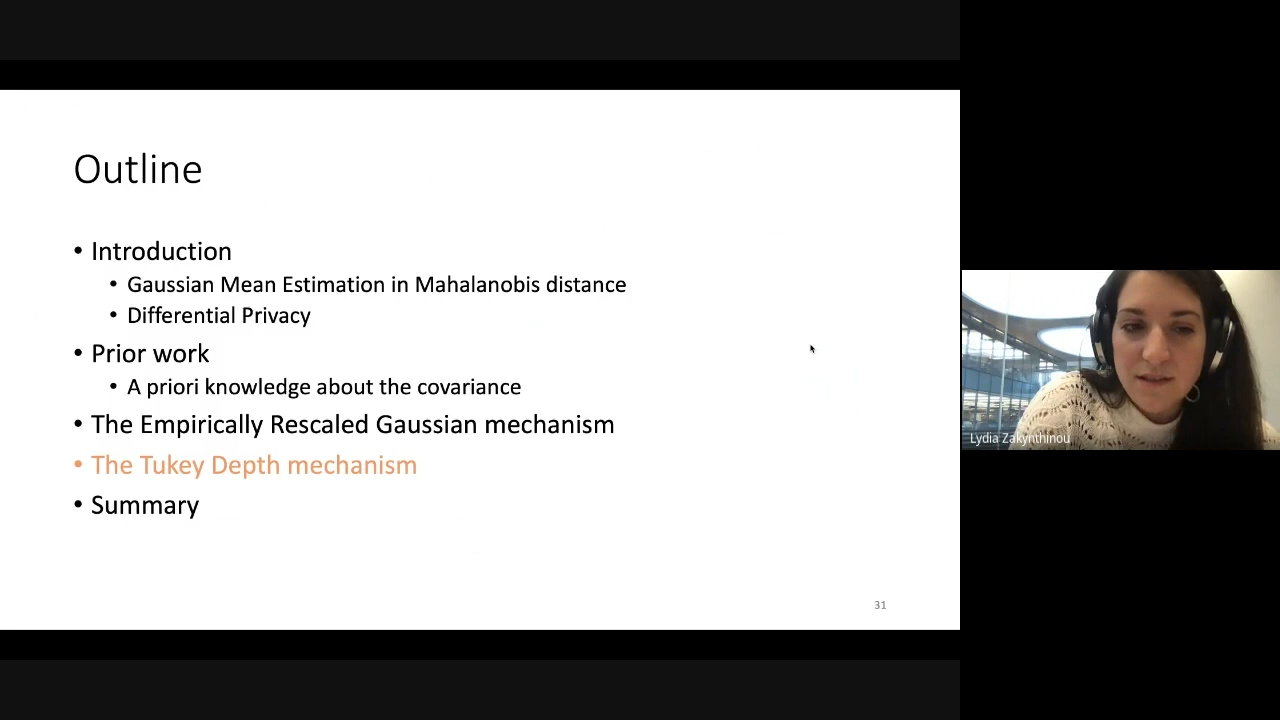 Outline
• Introduction
• Gaussian Mean Estimation in Mahalanobis distance
• Differential Privacy
• Prior work
• A priori knowledge about the covariance
• The Empirically Rescaled Gaussian mechanism
• The Tukey Depth mechanism
• Summary
31
Lydia Zakynthinou